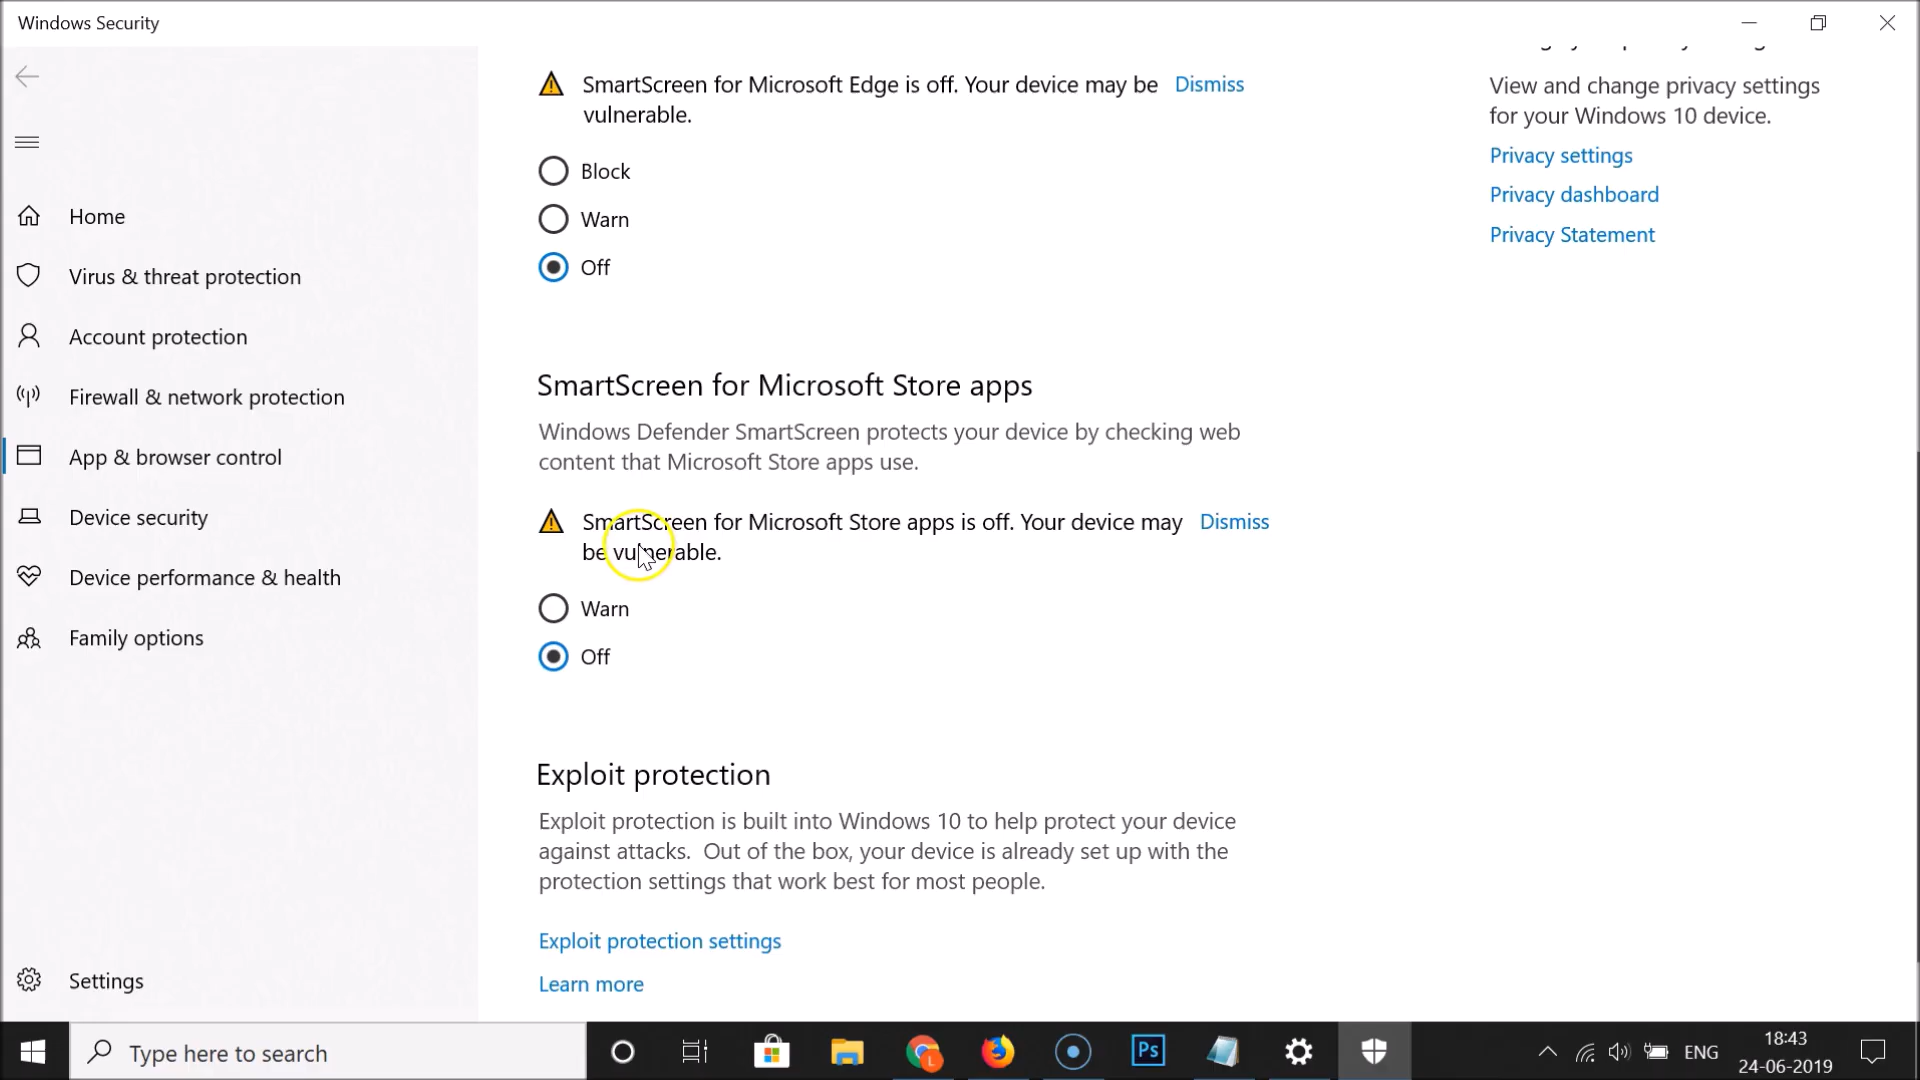 Windows Security
SmartScreen for Microsoft Edge is off. Your device may be
vulnerable.
Dismiss
Block
Warn
Off
SmartScreen for Microsoft Store apps
Windows Defender SmartScreen protects your device by checking web
content that Microsoft Store apps use.
SmartScreen for Microsoft Store apps is off. Your device may
be vulnerable.
Dismiss
Warn
Off
Exploit protection
Exploit protection is built into Windows 10 to help protect your device
against attacks. Out of the box, your device is already set up with the
protection settings that work best for most people.
Exploit protection settings
Learn more
View and change privacy settings
for your Windows 10 device.
Privacy settings
Privacy dashboard
Privacy Statement
Home
Virus & threat protection
Account protection
Firewall & network protection
App & browser control
Device security
Device performance & health
Family options
Settings
Type here to search
L
Ps
ENG
18:43
24-06-2019